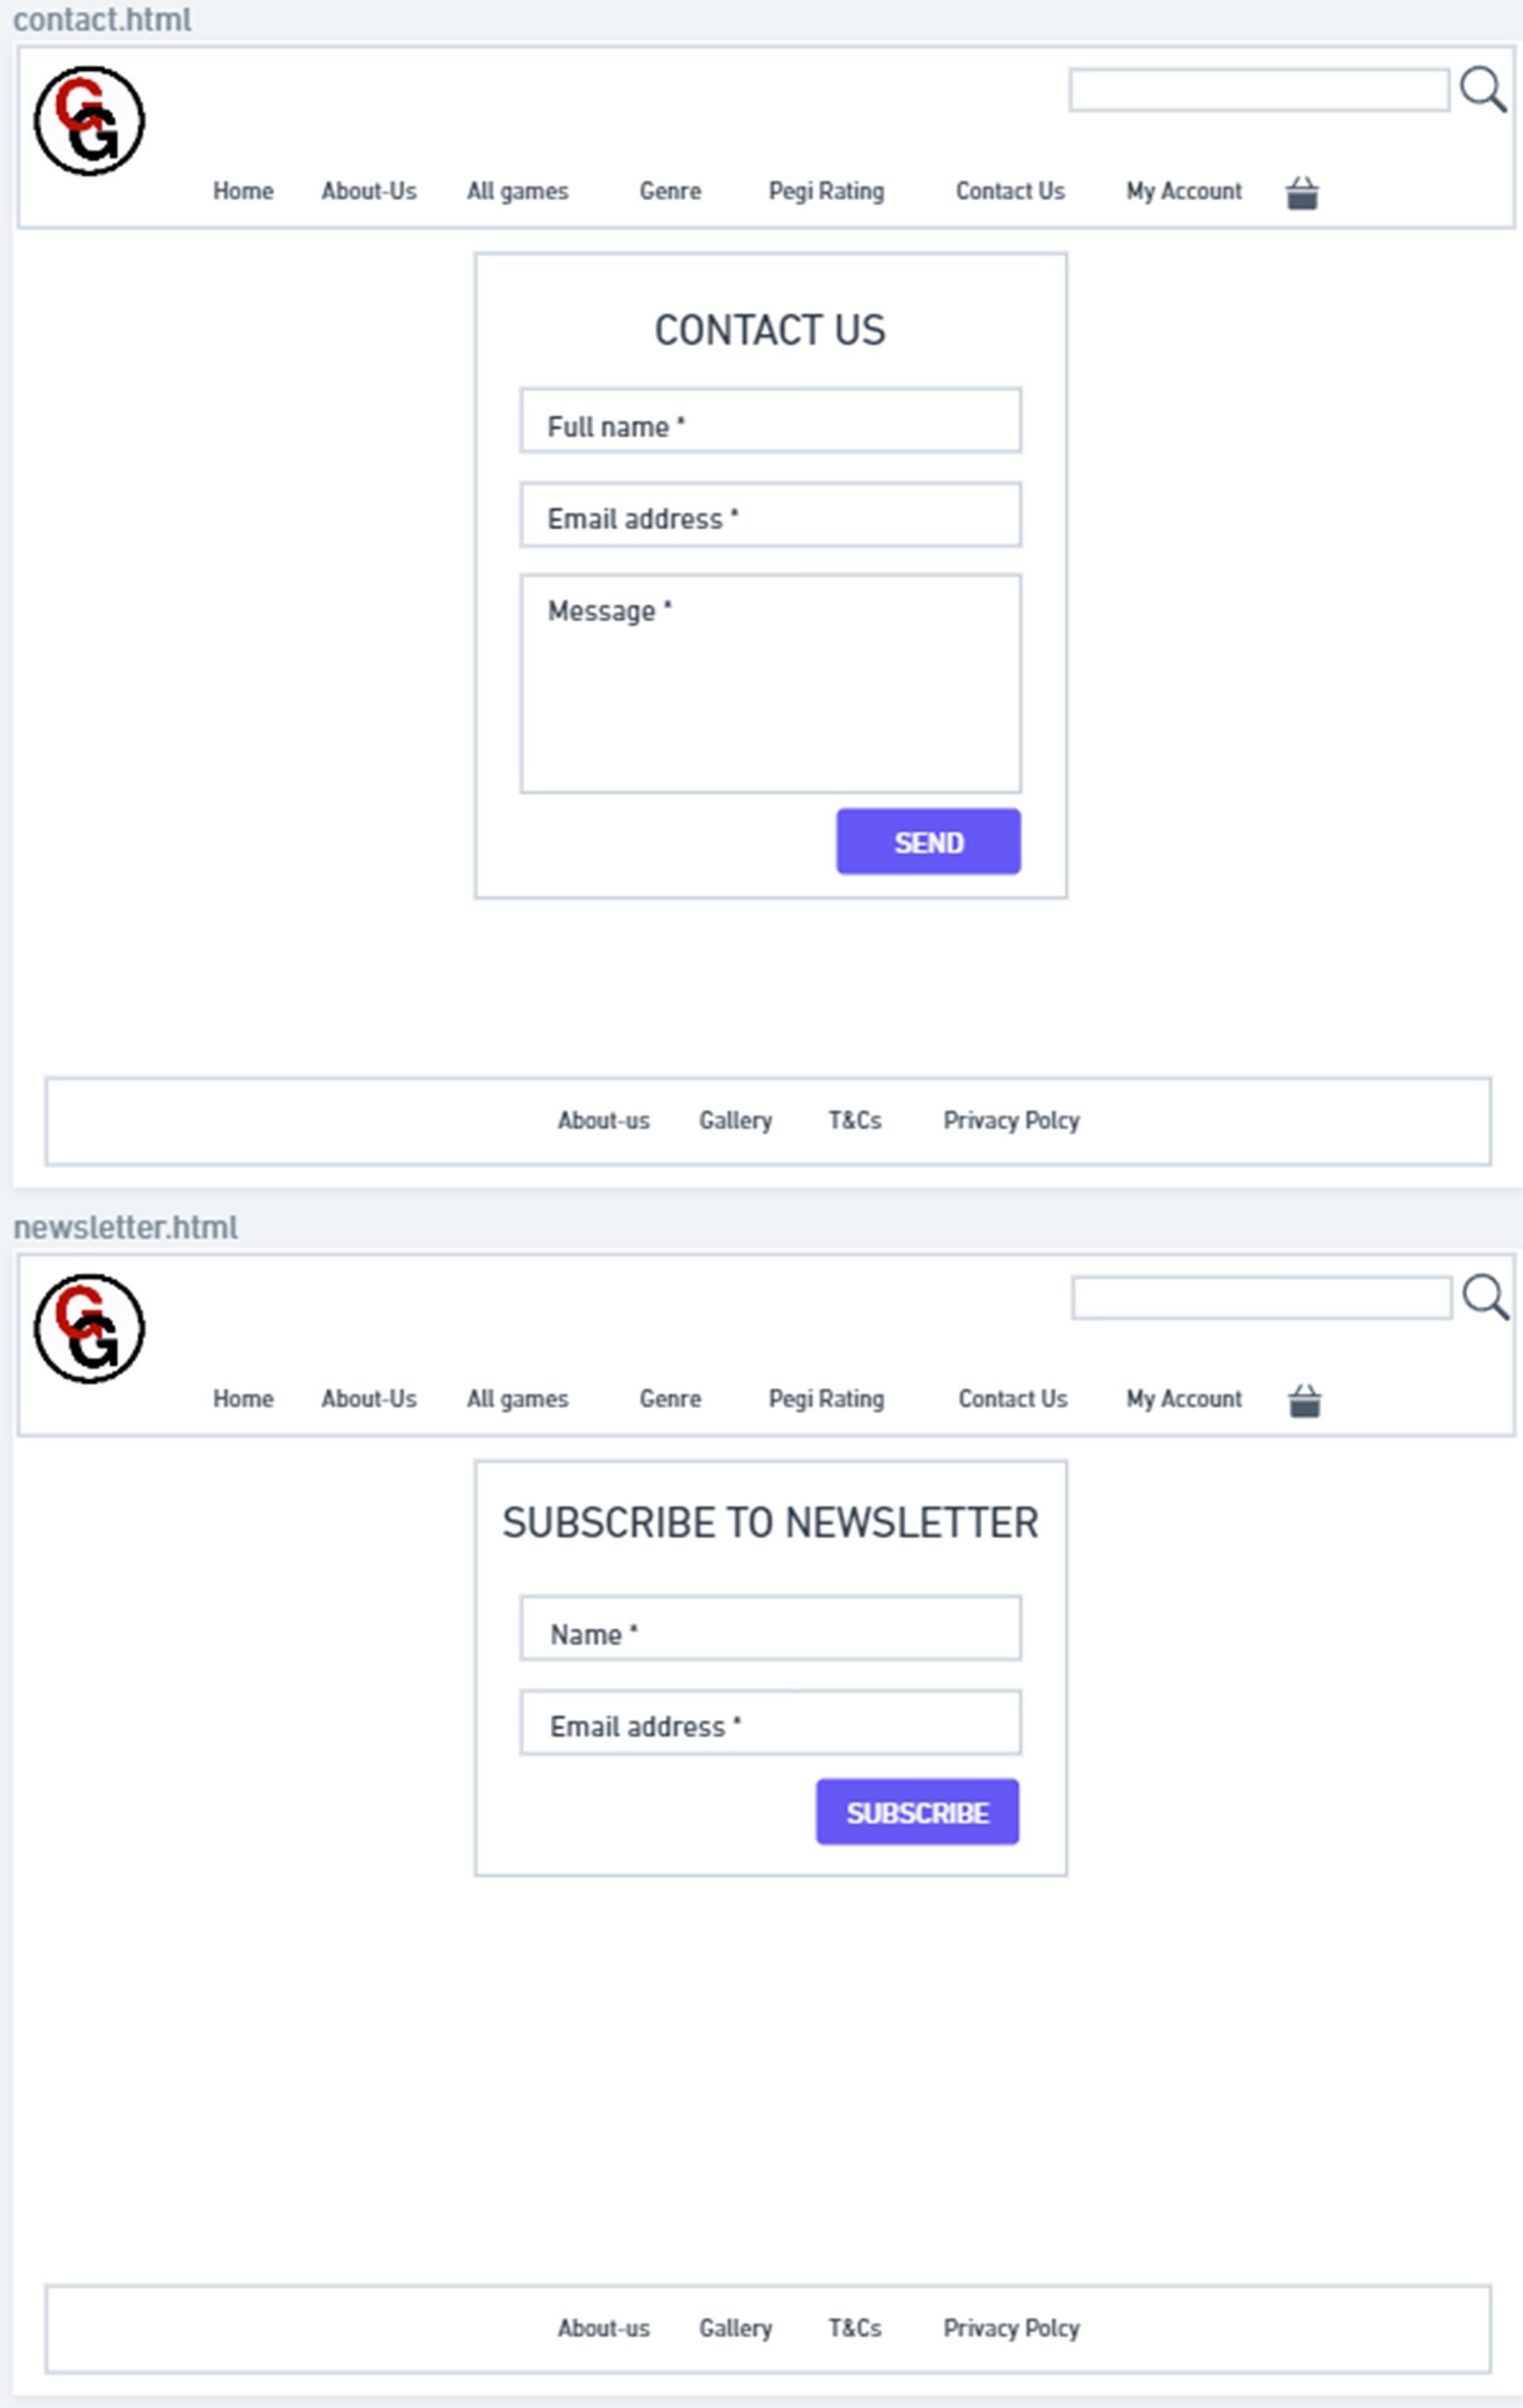 contact.html
GG
Home About-Us All games Genre Pegi Rating Contact Us My Account
CONTACT US
Full name *
Email address *
Message *
SEND
About-us Gallery T&Cs Privacy Polcy
newsletter.html
GG
Home About-Us All games Genre Pegi Rating Contact Us My Account
SUBSCRIBE TO NEWSLETTER
Name *
Email address *
SUBSCRIBE
About-us Gallery T&Cs Privacy Polcy